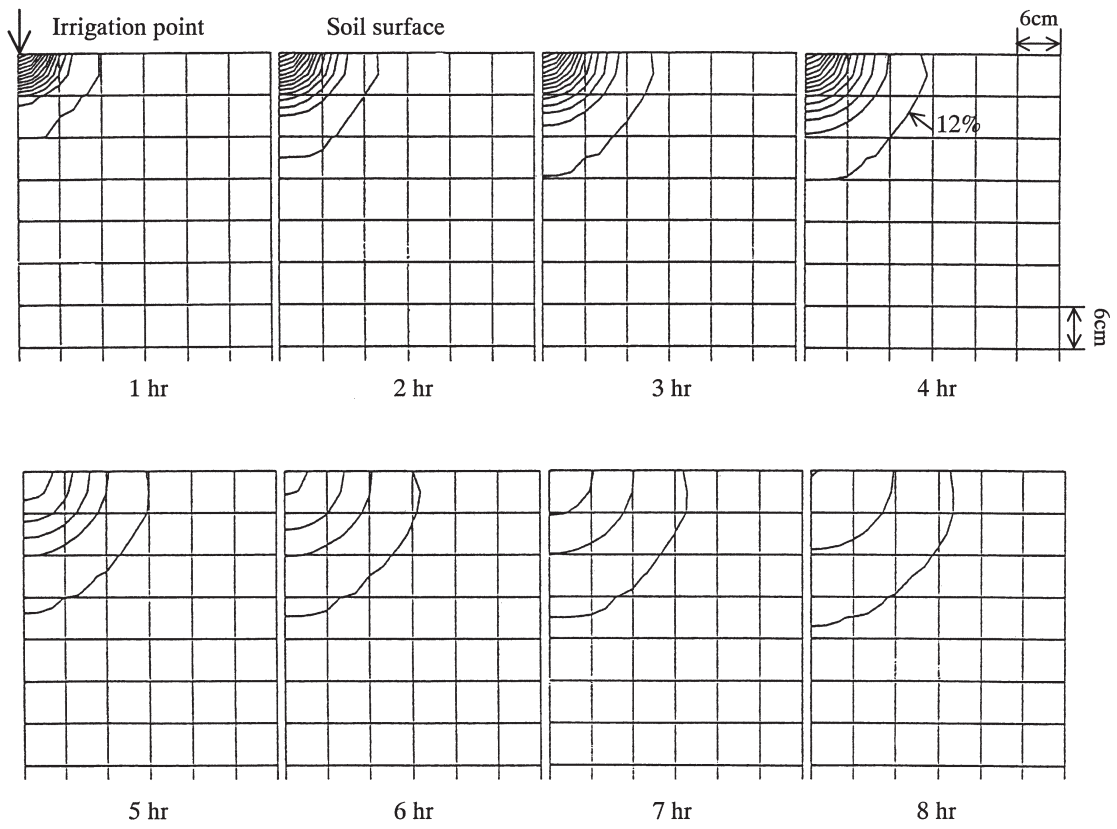 Irrigation point
Soil surface
6cm
12%
6cm
1 hr
2 hr
3 hr
4 hr
5 hr
6 hr
7 hr
8 hr